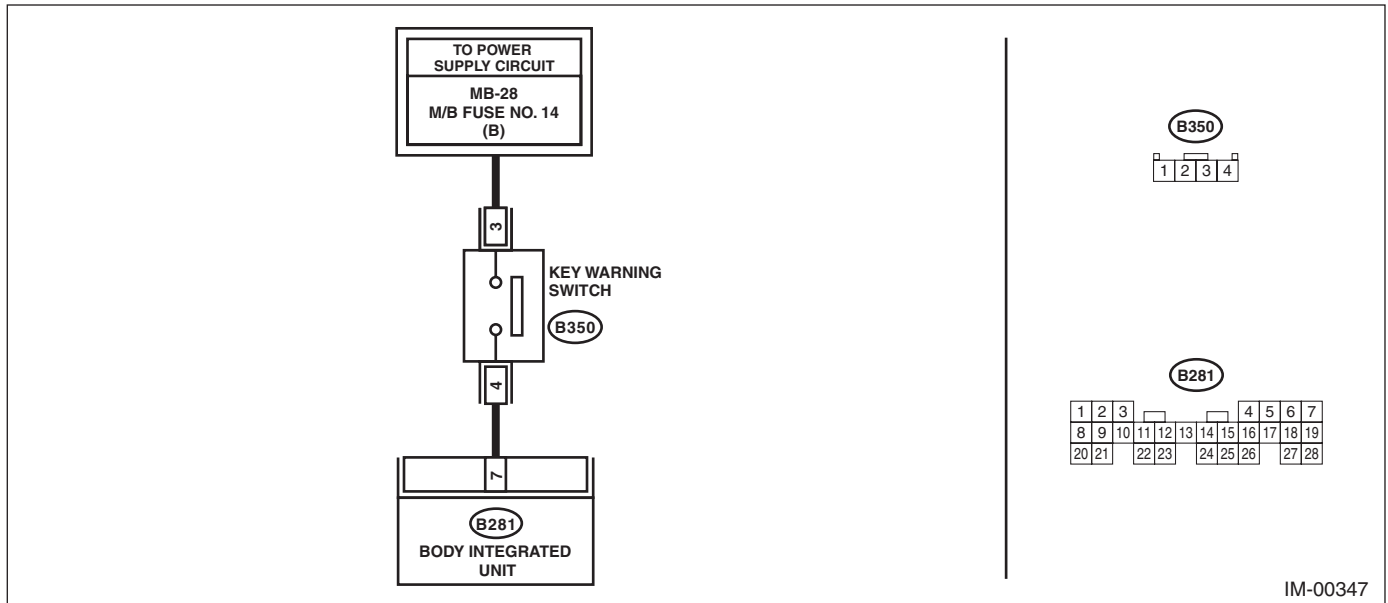 TO POWER
SUPPLY CIRCUIT
MB-28
M/B FUSE NO. 14
(B)
3
KEY WARNING
SWITCH
B350
4
7
B281
BODY INTEGRATED
UNIT
B350
1 2 3 4
B281
1 2 3 4 5 6 7
8 9 10 11 12 13 14 15 16 17 18 19
20 21 22 23 24 25 26 27 28
IM-00347